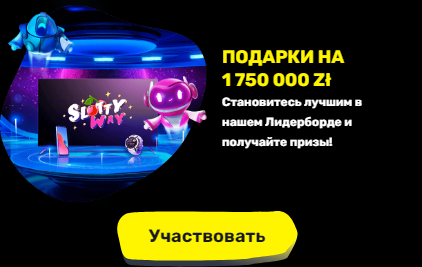 ПОДАРКИ НА
1 750 000 Zł
Становитесь лучшим в
нашем Лидерборде и
получайте призы!
SLOTTY
WAY
Участвовать